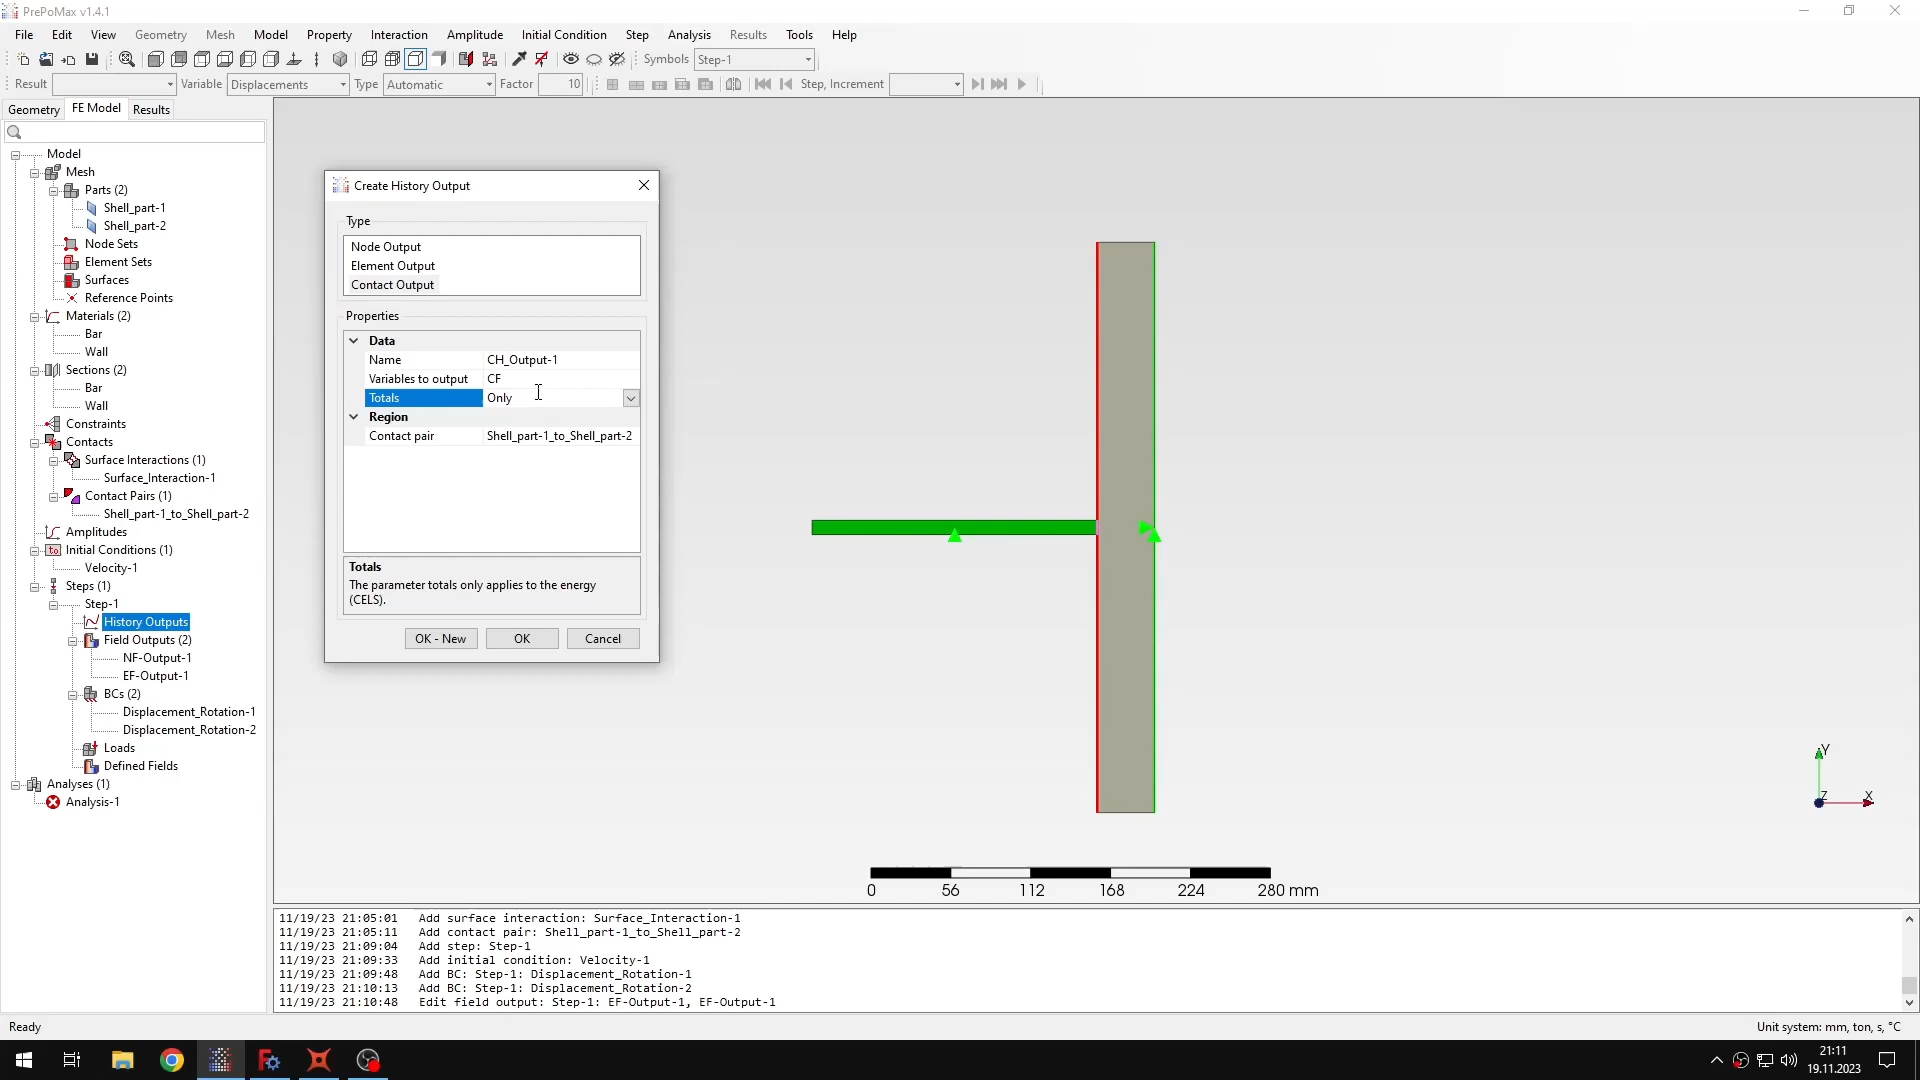 PrePoMax v1.4.1
File Edit View Geometry Mesh Model Property Interaction Amplitude Initial Condition Step Analysis Results Tools Help
Symbols Step-1
Result Variable Displacements Type Automatic Factor 10 Step, Increment
Geometry FE Model Results
Model
Mesh
Parts (2)
Shell_part-1
Shell_part-2
Node Sets
Element Sets
Surfaces
Reference Points
Materials (2)
Bar
Wall
Sections (2)
Bar
Wall
Constraints
Contacts
Surface Interactions (1)
Surface_Interaction-1
Contact Pairs (1)
Shell_part-1_to_Shell_part-2
Amplitudes
Initial Conditions (1)
Velocity-1
Steps (1)
Step-1
History Outputs
Field Outputs (2)
NF-Output-1
EF-Output-1
BCs (2)
Displacement_Rotation-1
Displacement_Rotation-2
Loads
Defined Fields
Analyses (1)
Analysis-1
Create History Output
Type
Node Output
Element Output
Contact Output
Properties
Data
Name CH_Output-1
Variables to output CF
Totals Only
Region
Contact pair Shell_part-1_to_Shell_part-2
Totals
The parameter totals only applies to the energy
(CELS).
OK - New OK Cancel
Y
Z X
0 56 112 168 224 280 mm
11/19/23 21:05:01 Add surface interaction: Surface_Interaction-1
11/19/23 21:05:11 Add contact pair: Shell_part-1_to_Shell_part-2
11/19/23 21:09:04 Add step: Step-1
11/19/23 21:09:33 Add initial condition: Velocity-1
11/19/23 21:09:48 Add BC: Step-1: Displacement_Rotation-1
11/19/23 21:10:13 Add BC: Step-1: Displacement_Rotation-2
11/19/23 21:10:48 Edit field output: Step-1: EF-Output-1, EF-Output-1
Ready Unit system: mm, ton, s, °C
21:11
19.11.2023